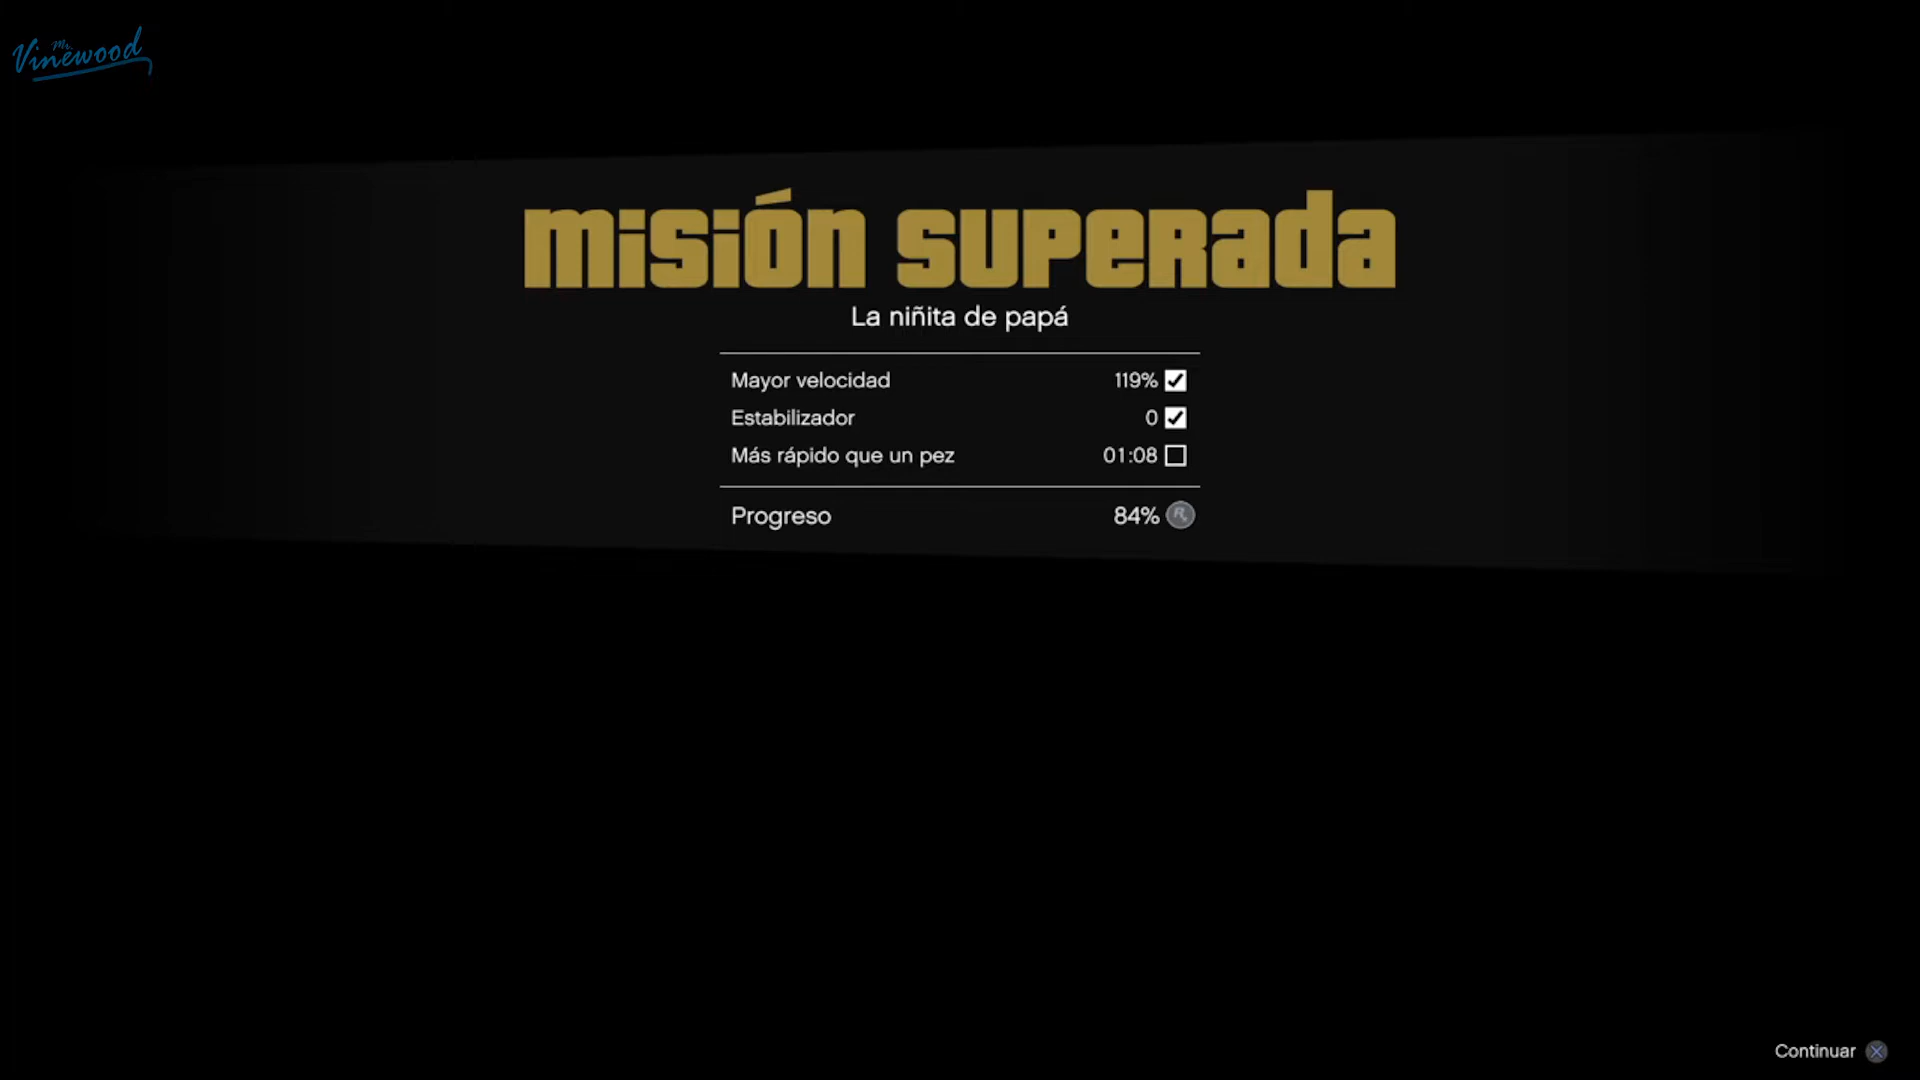 Mr.
Vinewood
misión superada
La niñita de papá
Mayor velocidad 119%
Estabilizador 0
Más rápido que un pez 01:08
Progreso 84%
Continuar